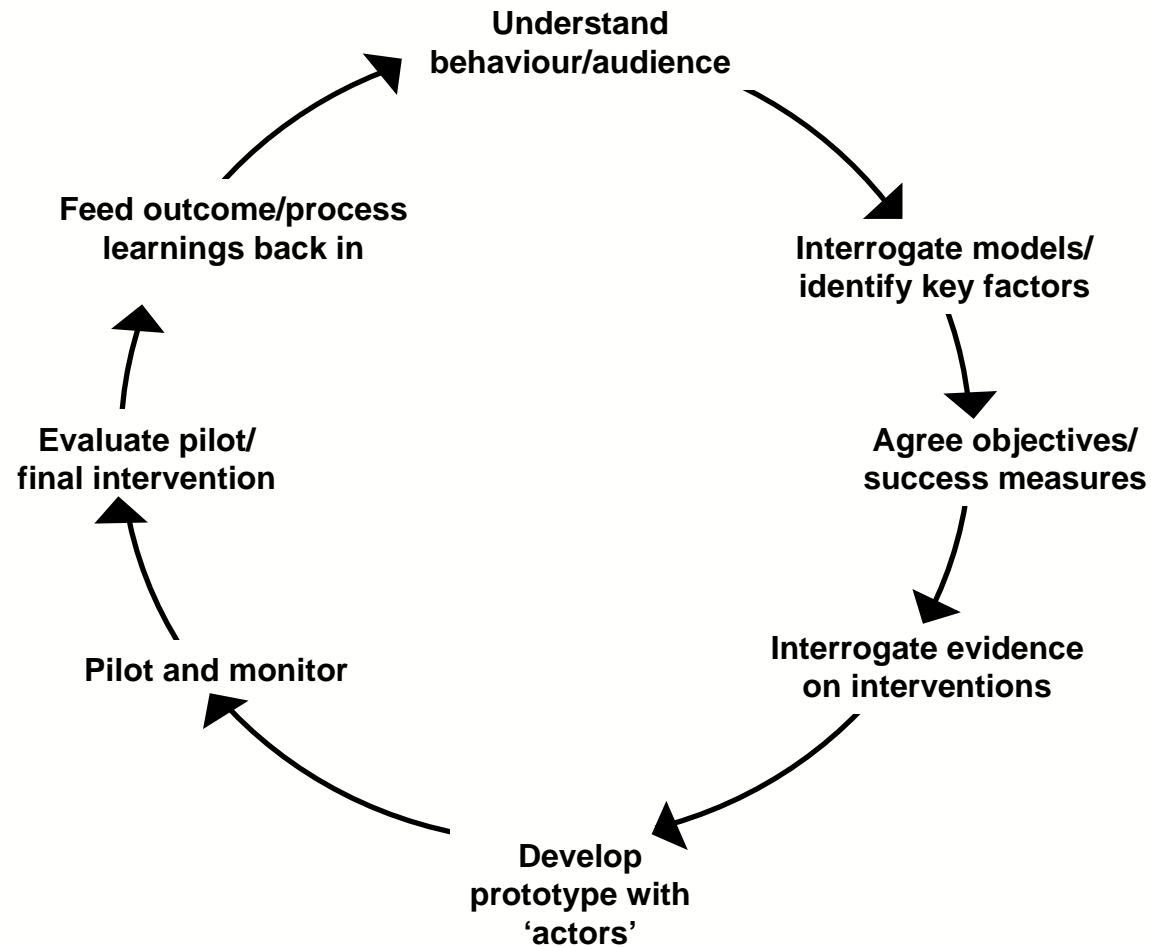 Understand
behaviour/audience
Interrogate models/
identify key factors
Agree objectives/
success measures
Interrogate evidence
on interventions
Develop
prototype with
‘actors’
Pilot and monitor
Evaluate pilot/
final intervention
Feed outcome/process
learnings back in